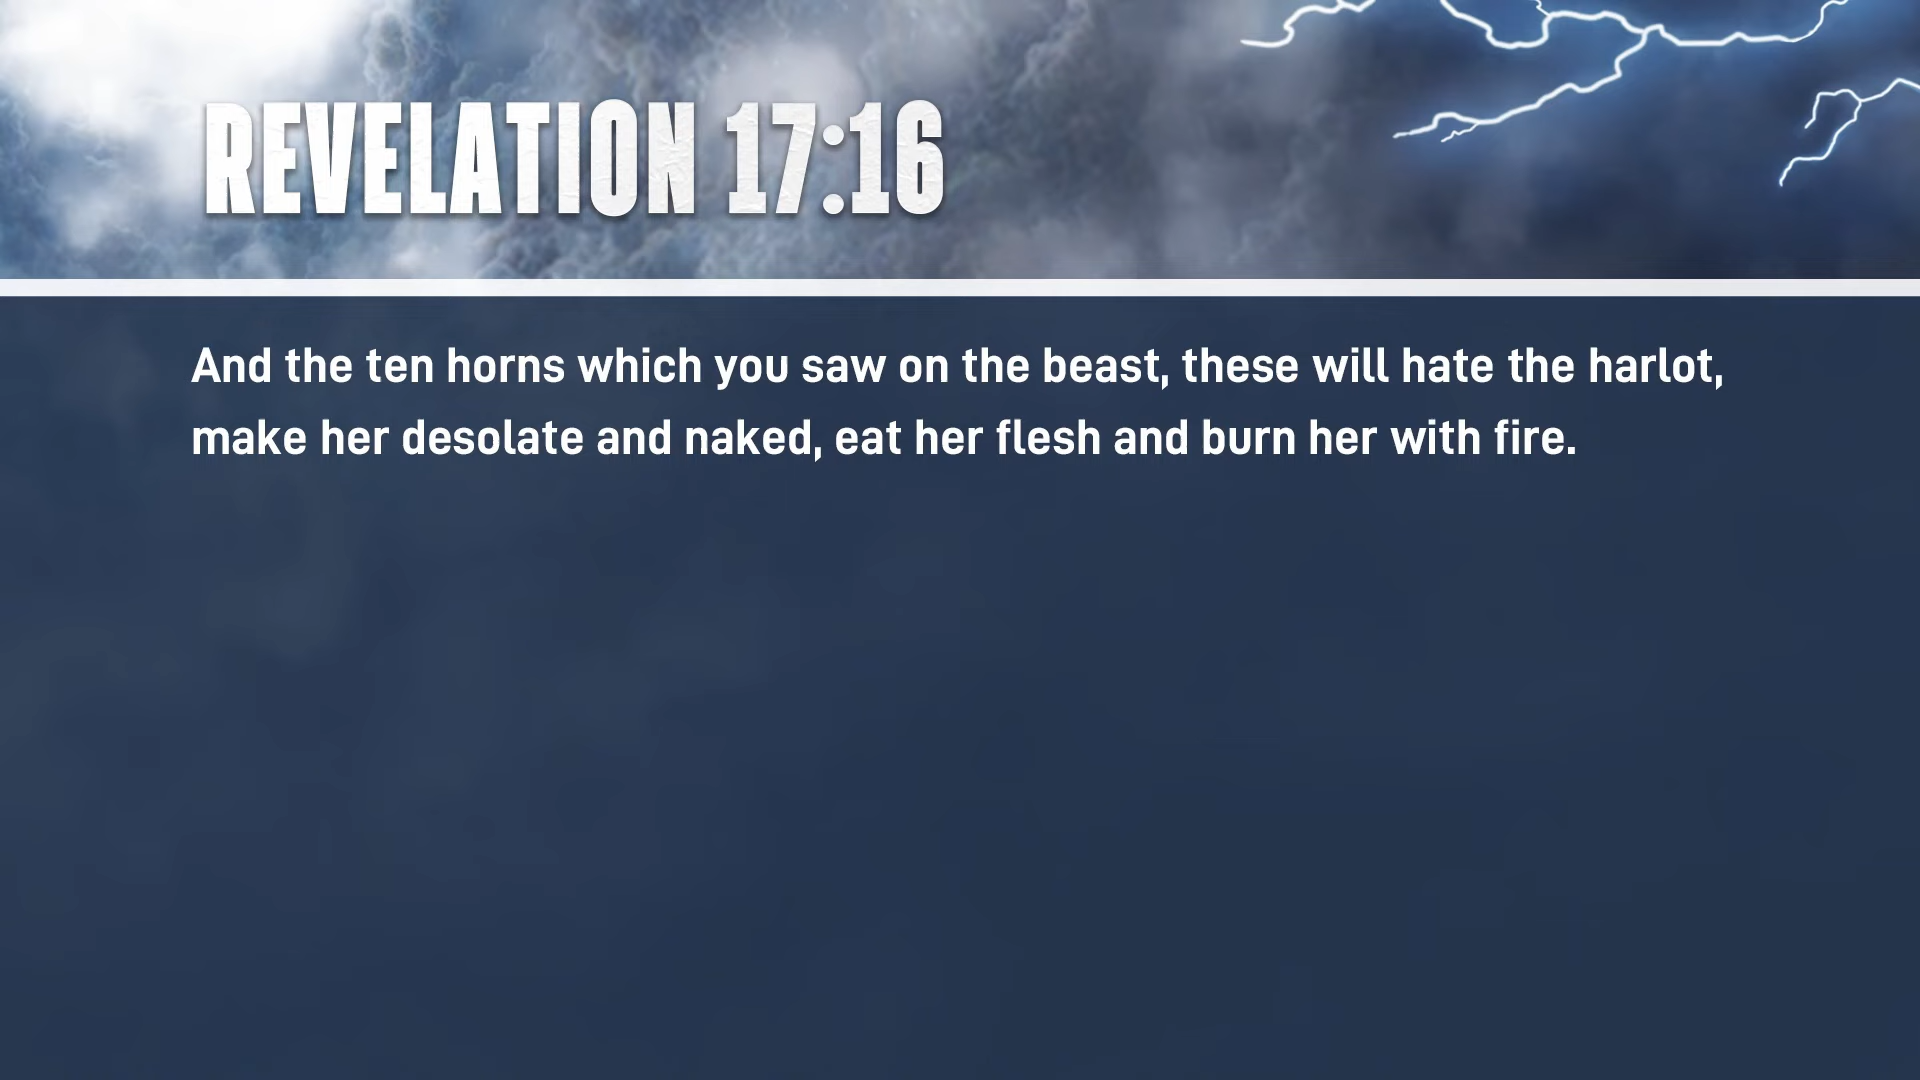 REVELATION 17:16
And the ten horns which you saw on the beast, these will hate the harlot,
make her desolate and naked, eat her flesh and burn her with fire.